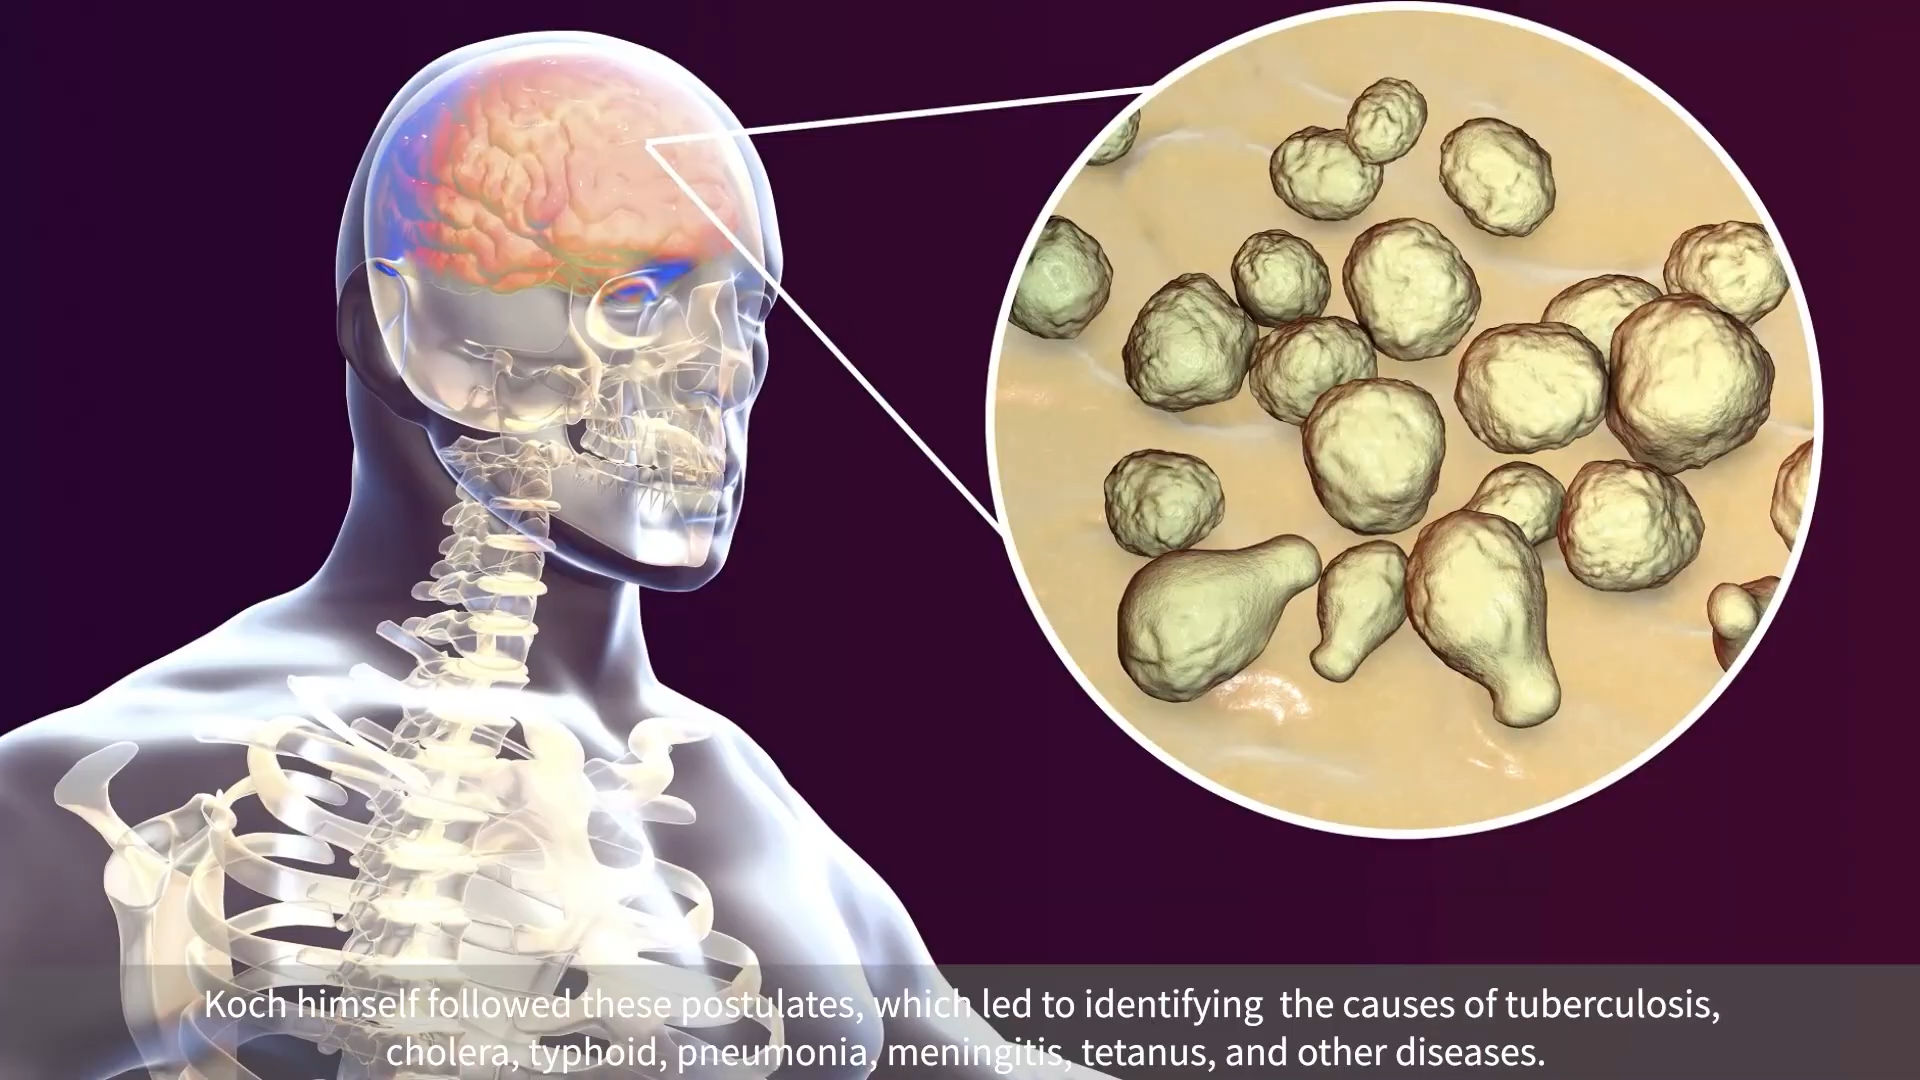 Koch himself followed these postulates, which led to identifying  the causes of tuberculosis,
cholera, typhoid, pneumonia, meningitis, tetanus, and other diseases.